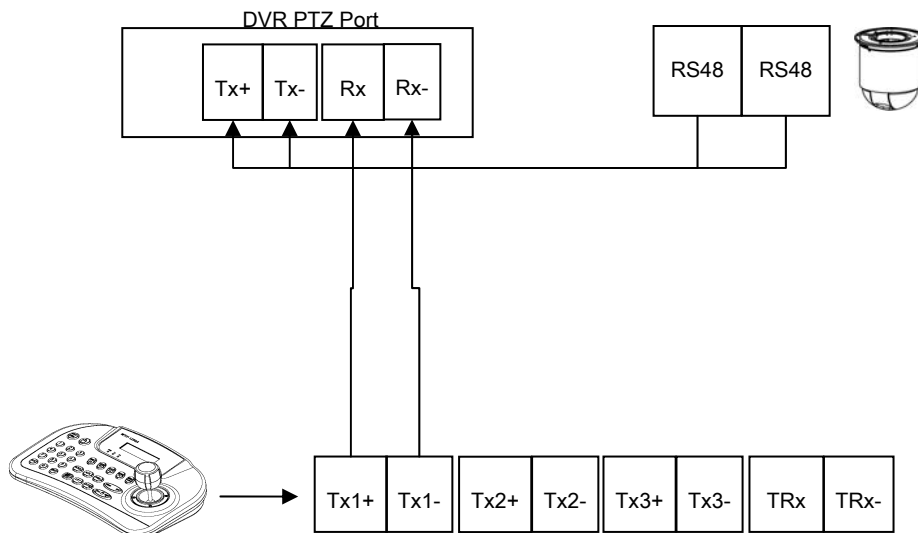 DVR PTZ Port
Tx+ Tx- Rx Rx- RS48 RS48
Tx1+ Tx1- Tx2+ Tx2- Tx3+ Tx3- TRx TRx-